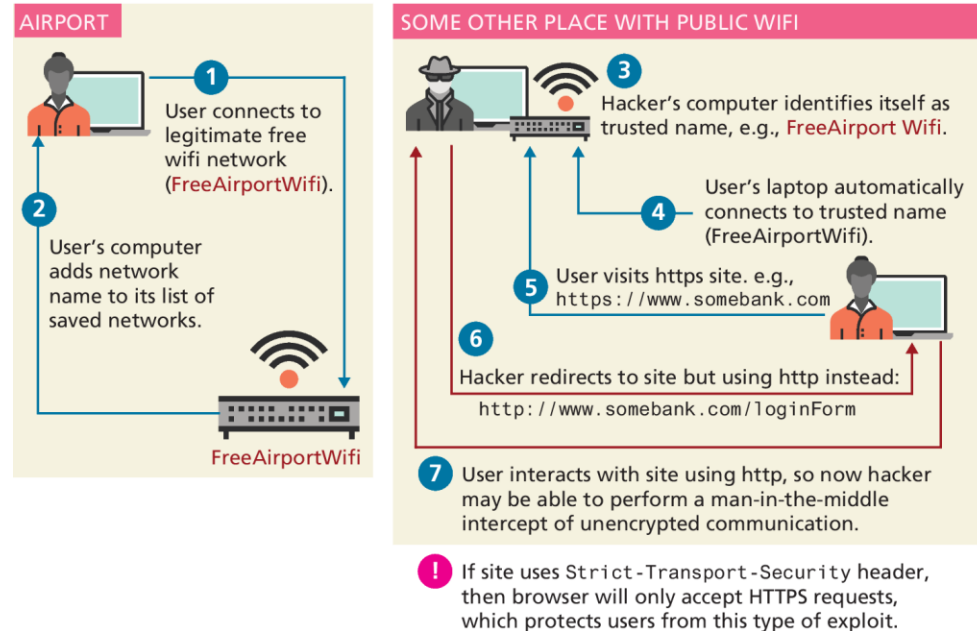 AIRPORT
1
User connects to
legitimate free
wifi network
(FreeAirportWifi).
2
User's computer
adds network
name to its list of
saved networks.
FreeAirportWifi
SOME OTHER PLACE WITH PUBLIC WIFI
3
Hacker's computer identifies itself as
trusted name, e.g., FreeAirport Wifi.
4
User's laptop automatically
connects to trusted name
(FreeAirportWifi).
5
User visits https site. e.g.,
https://www.somebank.com
6
Hacker redirects to site but using http instead:
http://www.somebank.com/loginForm
7
User interacts with site using http, so now hacker
may be able to perform a man-in-the-middle
intercept of unencrypted communication.
!
If site uses Strict-Transport-Security header,
then browser will only accept HTTPS requests,
which protects users from this type of exploit.